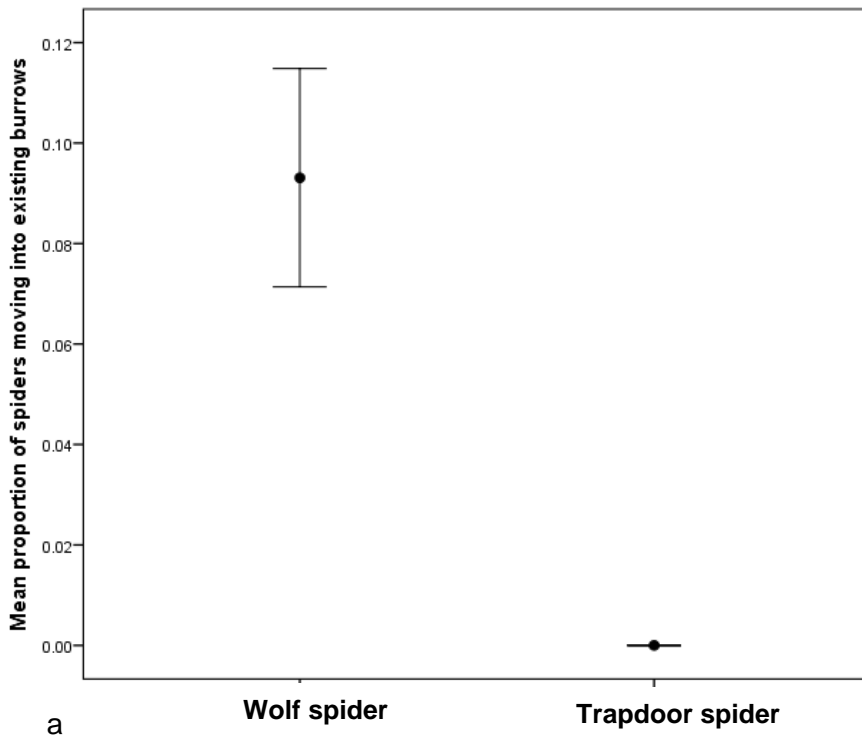 Mean proportion of spiders moving into existing burrows
0.12
0.10
0.08
0.06
0.04
0.02
0.00
Wolf spider
Trapdoor spider
a